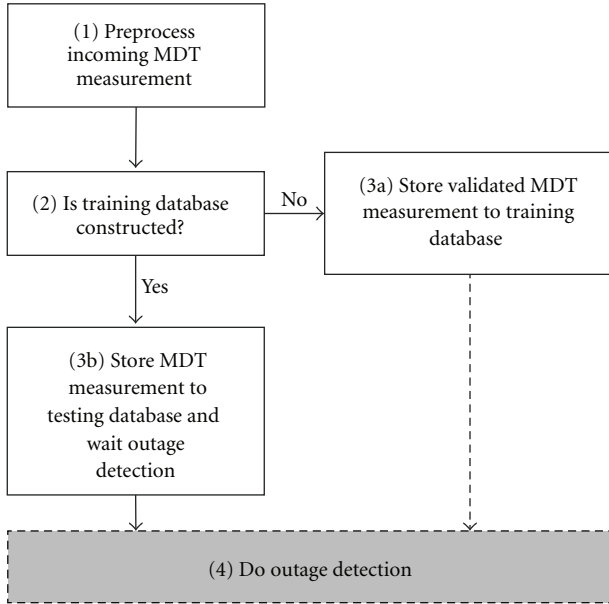 (1) Preprocess
incoming MDT
measurement
(2) Is training database
constructed?
No
(3a) Store validated MDT
measurement to training
database
Yes
(3b) Store MDT
measurement to
testing database and
wait outage
detection
(4) Do outage detection